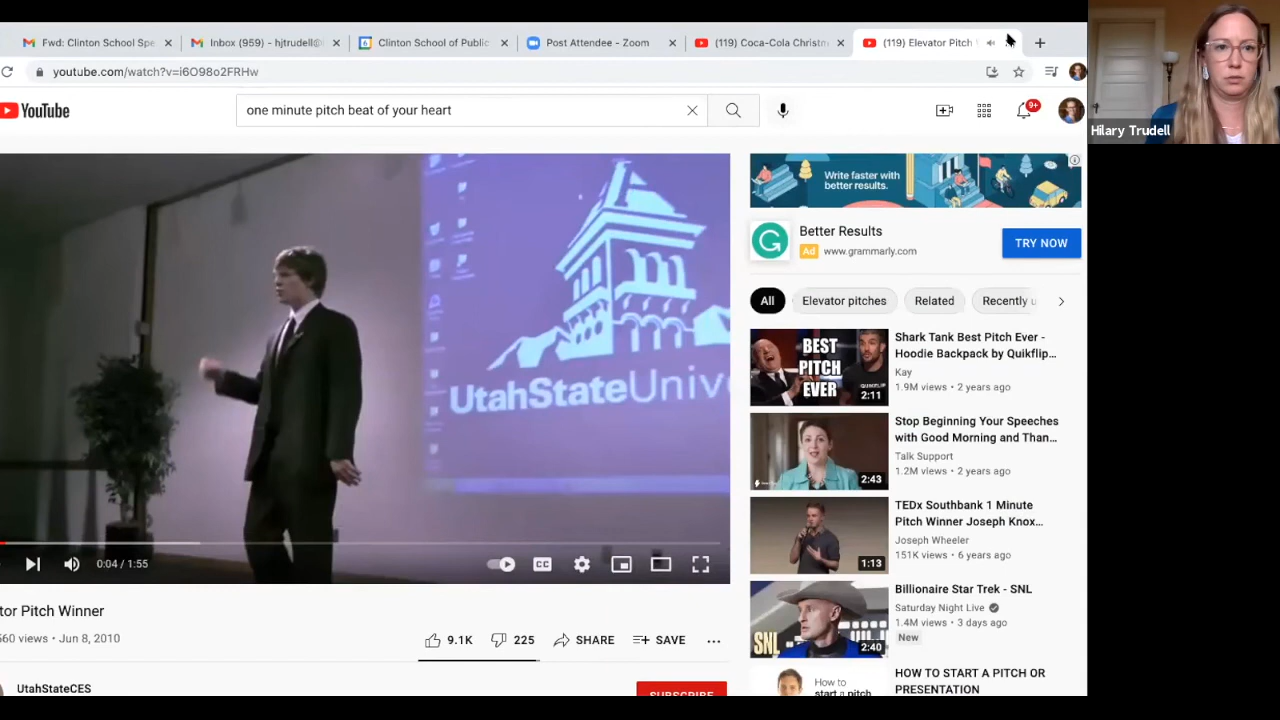 Fwd: Clinton School Spe
Inbox (959) - hjtrudell@
Clinton School of Public
Post Attendee - Zoom
(119) Coca-Cola Christm
(119) Elevator Pitch
youtube.com/watch?v=i6O98o2FRHw
YouTube
one minute pitch beat of your heart
9+
Hilary Trudell
UtahStateUnive
Write faster with
better results.
Better Results
Ad www.grammarly.com
TRY NOW
All
Elevator pitches
Related
Recently u
BEST
PITCH
EVER
2:11
Shark Tank Best Pitch Ever -
Hoodie Backpack by Quikflip...
Kay
1.9M views • 2 years ago
2:43
Stop Beginning Your Speeches
with Good Morning and Than...
Talk Support
1.2M views • 2 years ago
1:13
TEDx Southbank 1 Minute
Pitch Winner Joseph Knox...
Joseph Wheeler
151K views • 6 years ago
SNL
2:40
Billionaire Star Trek - SNL
Saturday Night Live
1.4M views • 3 days ago
New
How to
start a pitch
HOW TO START A PITCH OR
PRESENTATION
0:04 / 1:55
CC
tor Pitch Winner
560 views • Jun 8, 2010
9.1K
225
SHARE
SAVE
UtahStateCES
SUBSCRIBE